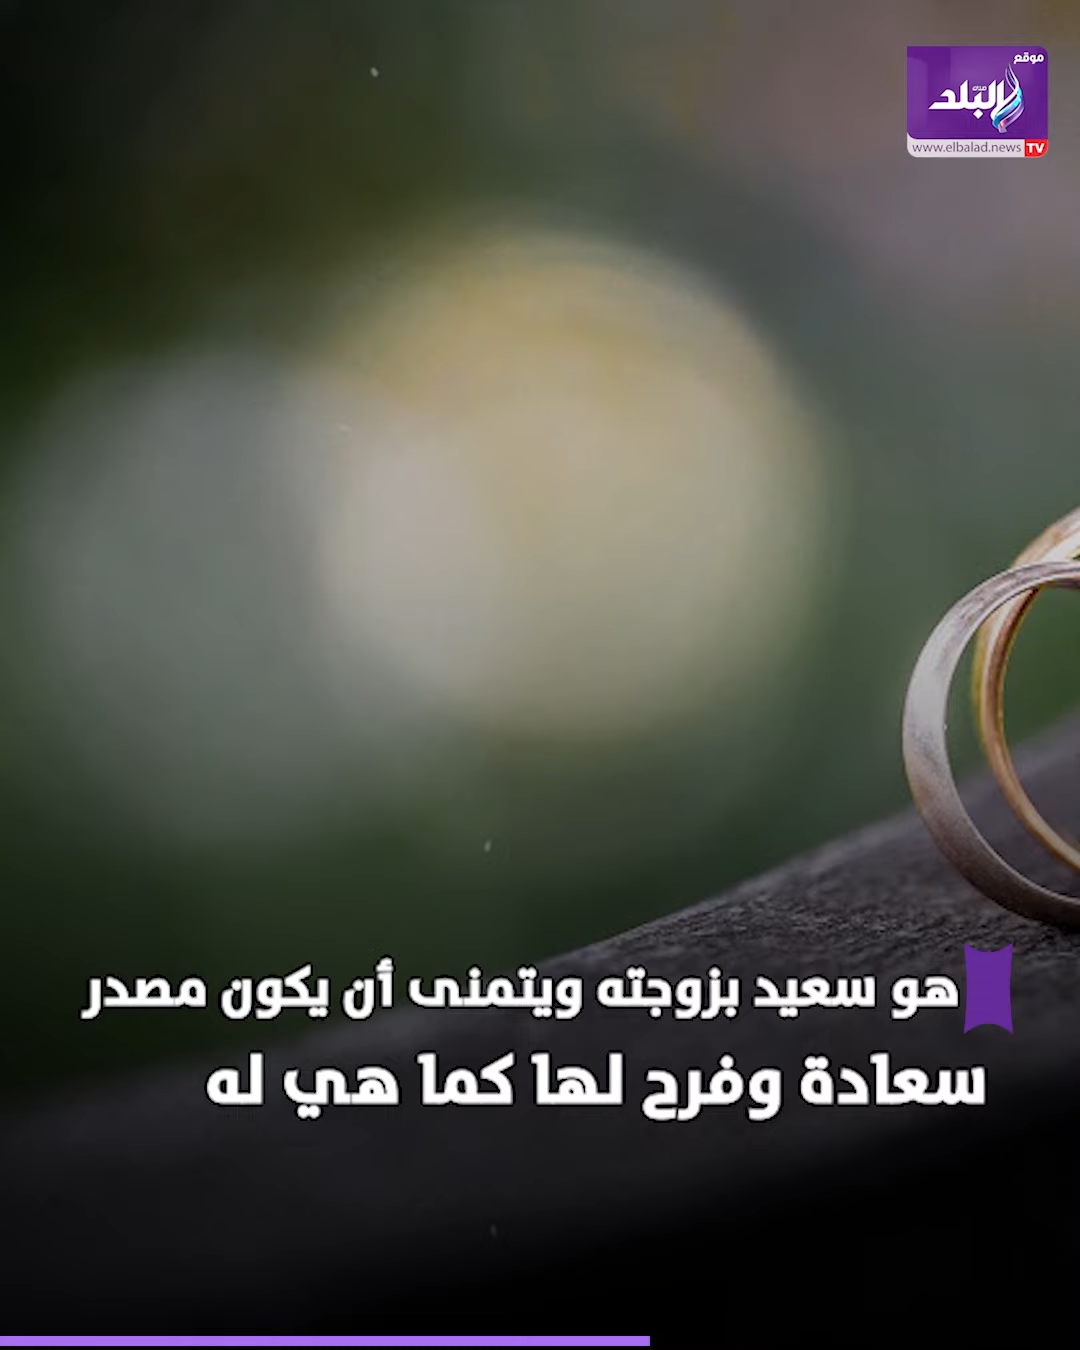 موقع
صدى البلد
www.elbalad.news TV
هو سعيد بزوجته ويتمنى أن يكون مصدر
سعادة وفرح لها كما هي له